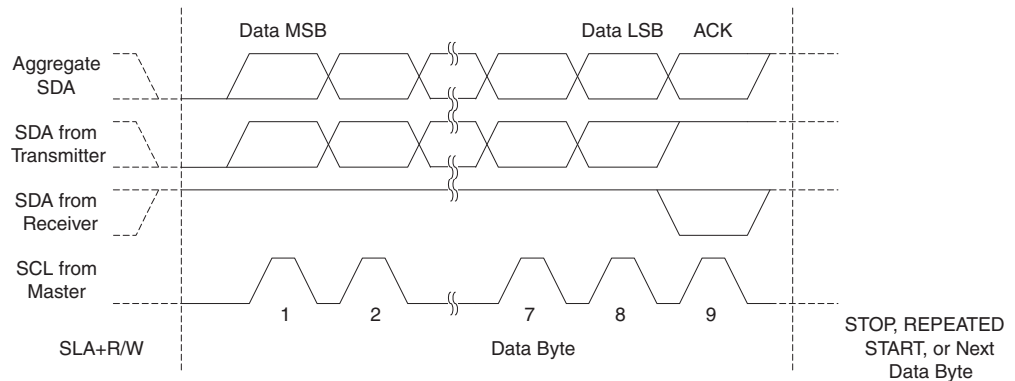 Data MSB
Data LSB
ACK
Aggregate
SDA
SDA from
Transmitter
SDA from
Receiver
SCL from
Master
1
2
7
8
9
SLA+R/W
Data Byte
STOP, REPEATED
START, or Next
Data Byte